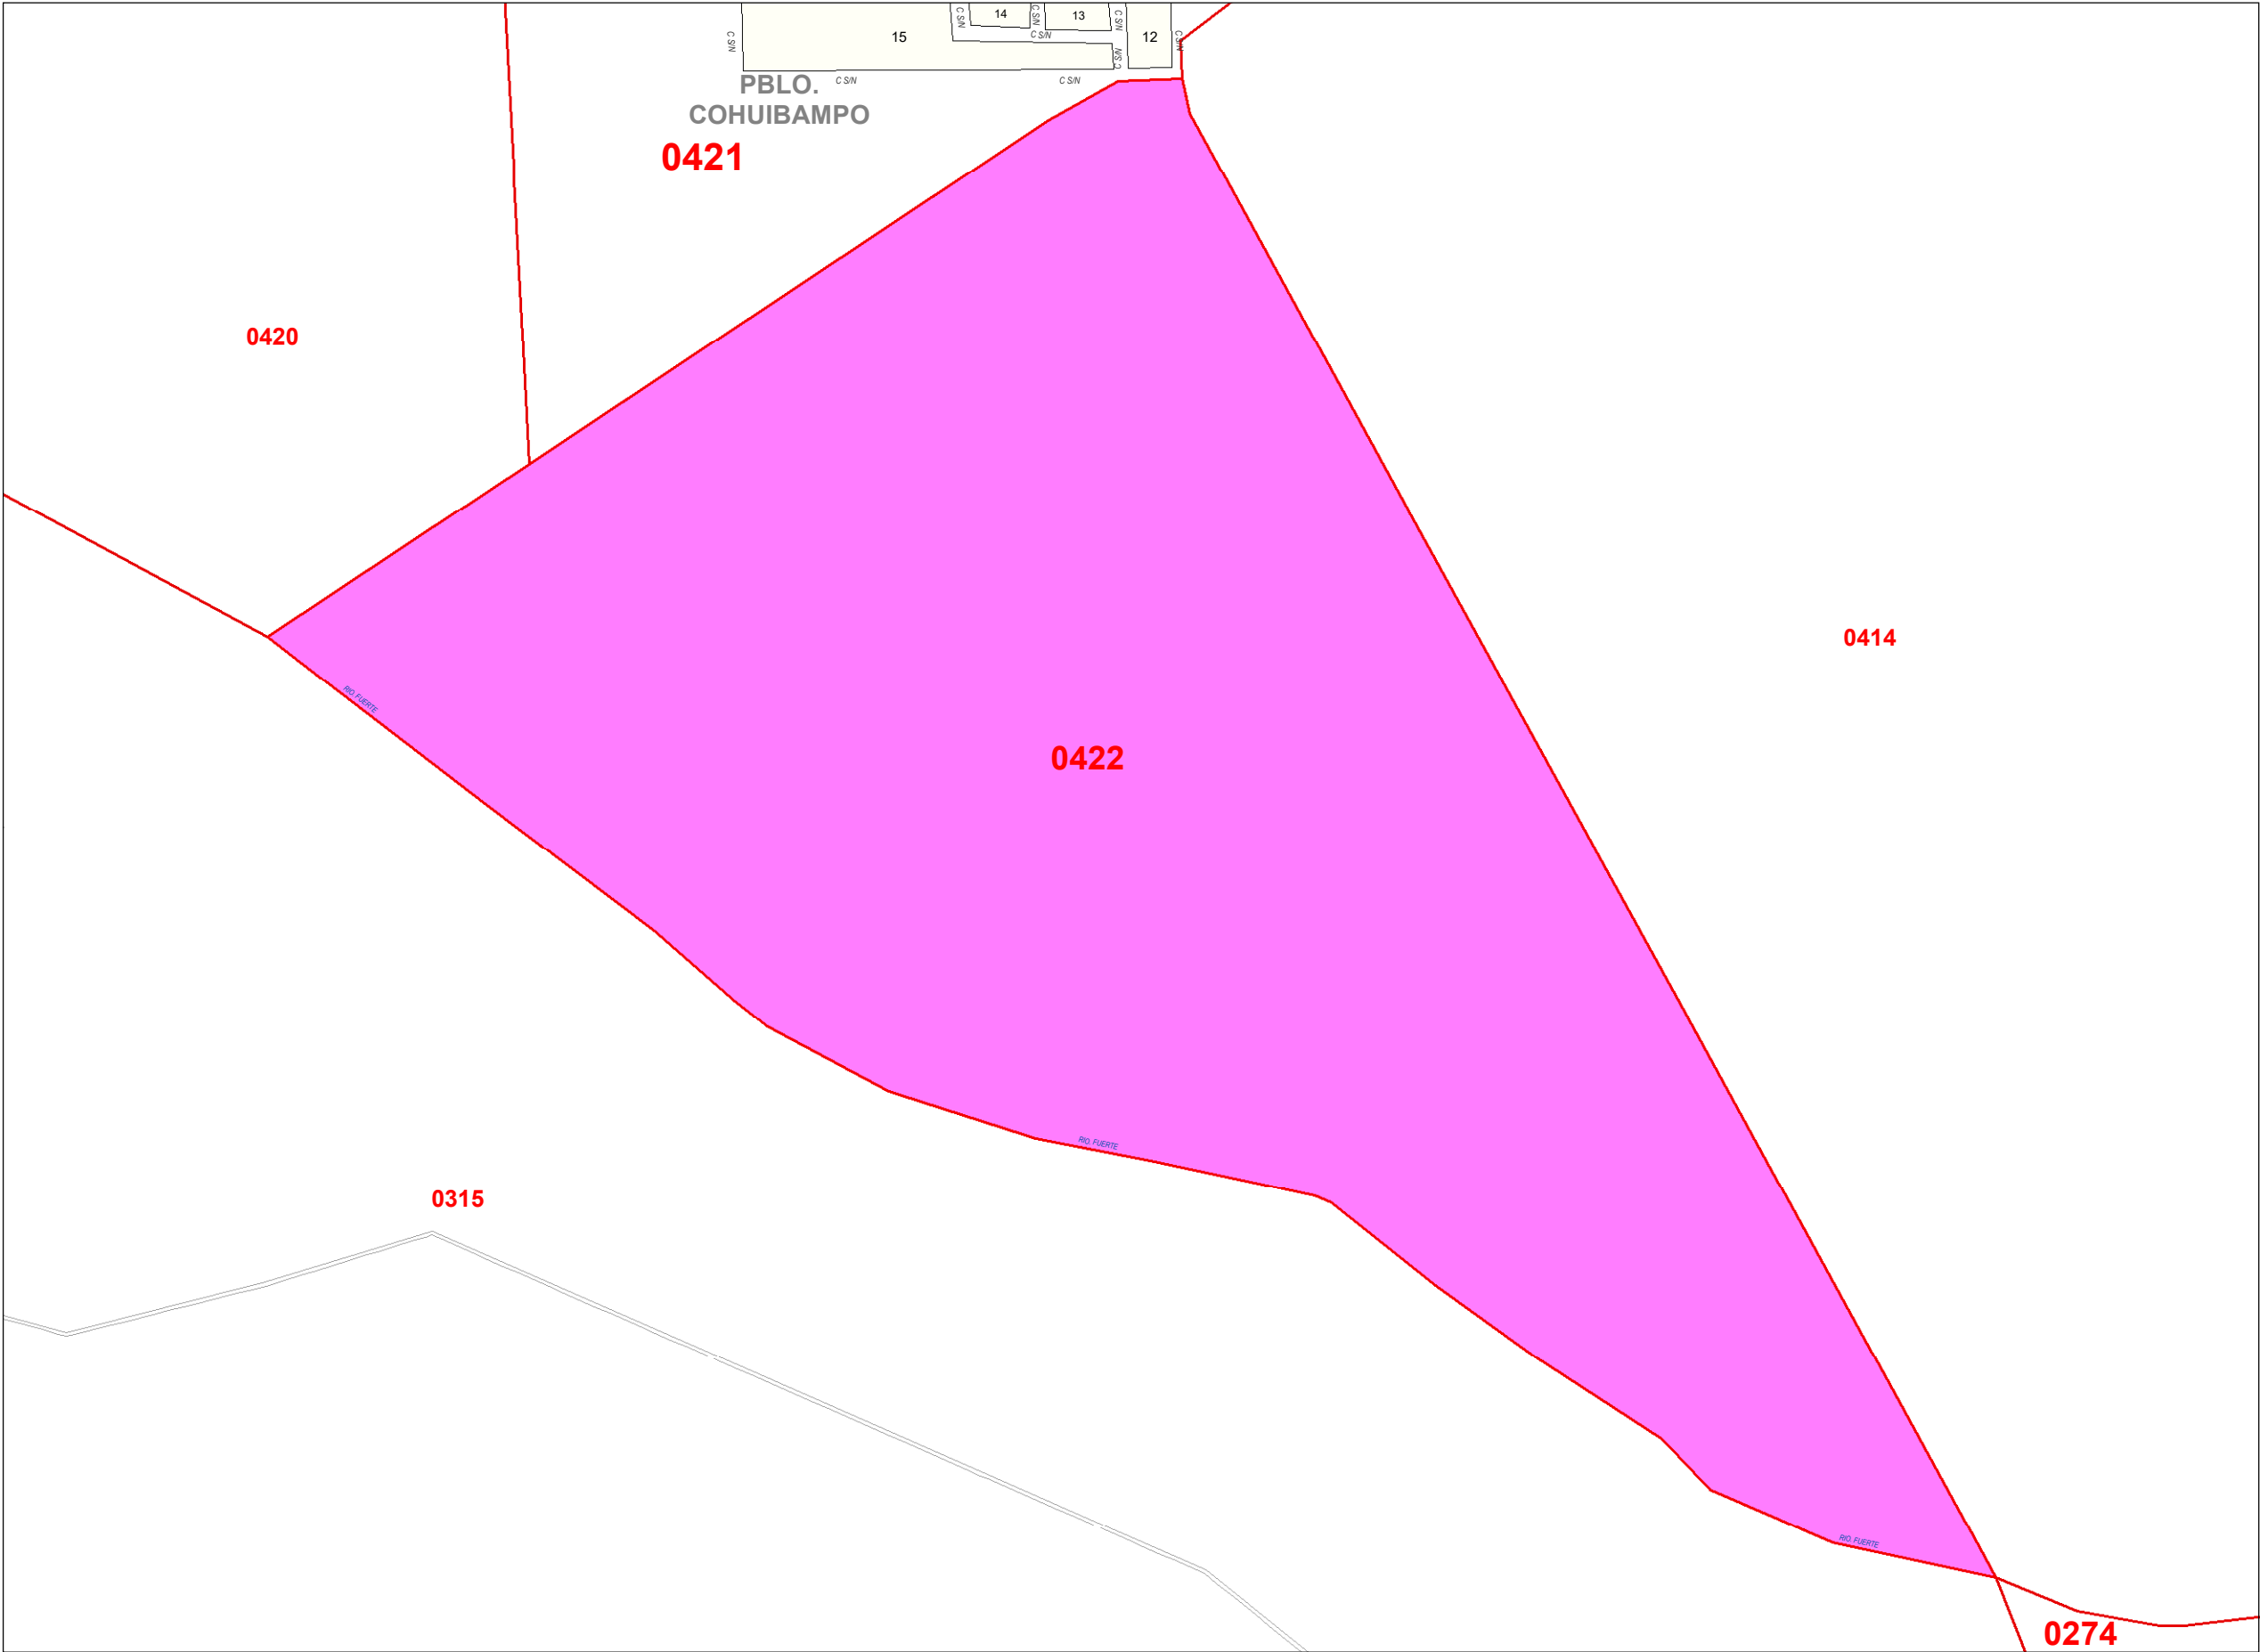 14
13
C S/N
C S/N
C S/N
C S/N
15
C S/N
12
C S/N
C S/N
C S/N
C S/N
PBLO.
COHUIBAMPO
0421
0420
0414
RIO. FUERTE
0422
RIO. FUERTE
0315
RIO. FUERTE
0274